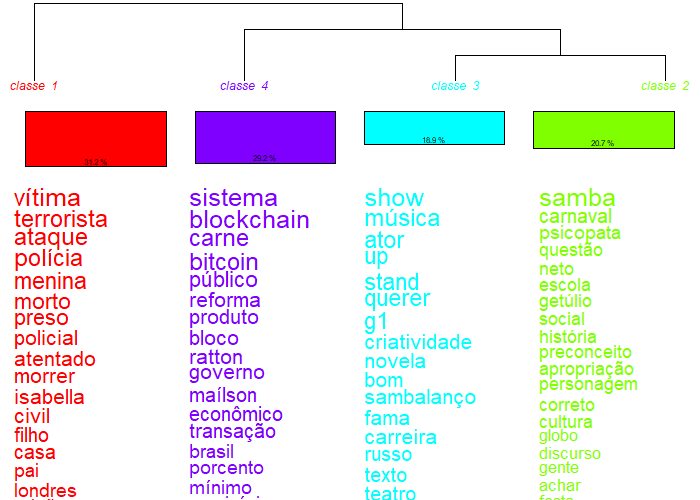 classe 1
classe 4
classe 3
classe 2
31.2 %
29.2 %
18.9 %
20.7 %
vítima
terrorista
ataque
polícia
menina
morto
preso
policial
atentado
morrer
isabella
civil
filho
casa
pai
londres
sistema
blockchain
carne
bitcoin
público
reforma
produto
bloco
ratton
governo
maílson
econômico
transação
brasil
porcento
mínimo
show
música
ator
up
stand
querer
g1
criatividade
novela
bom
sambalanço
fama
carreira
russo
texto
teatro
samba
carnaval
psicopata
questão
neto
escola
getúlio
social
história
preconceito
apropriação
personagem
correto
cultura
globo
discurso
gente
achar